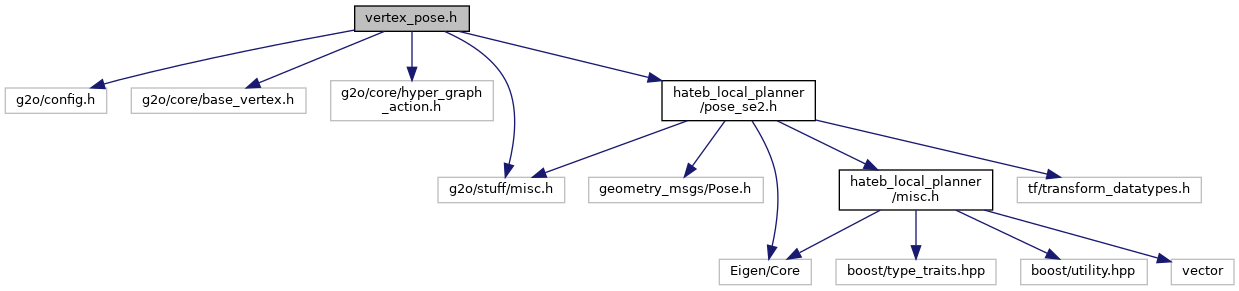 vertex_pose.h
g2o/config.h
g2o/core/base_vertex.h
g2o/core/hyper_graph
_action.h
hateb_local_planner
/pose_se2.h
g2o/stuff/misc.h
geometry_msgs/Pose.h
hateb_local_planner
/misc.h
tf/transform_datatypes.h
Eigen/Core
boost/type_traits.hpp
boost/utility.hpp
vector